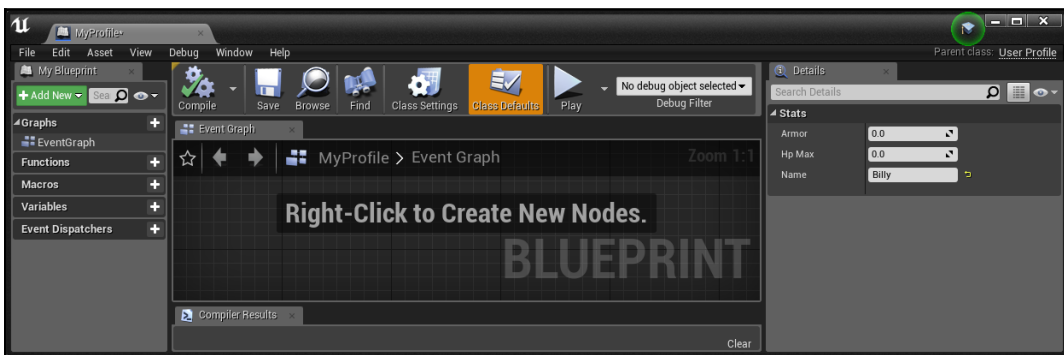 MyProfile*
File Edit Asset View Debug Window Help
Parent class: User Profile
My Blueprint
+ Add New
Sea
Graphs
EventGraph
Functions
Macros
Variables
Event Dispatchers
Compile
Save
Browse
Find
Class Settings
Class Defaults
Play
No debug object selected
Debug Filter
Event Graph
MyProfile > Event Graph
Zoom 1:1
Right-Click to Create New Nodes.
BLUEPRINT
Compiler Results
Clear
Details
Search Details
Stats
Armor 0.0
Hp Max 0.0
Name Billy